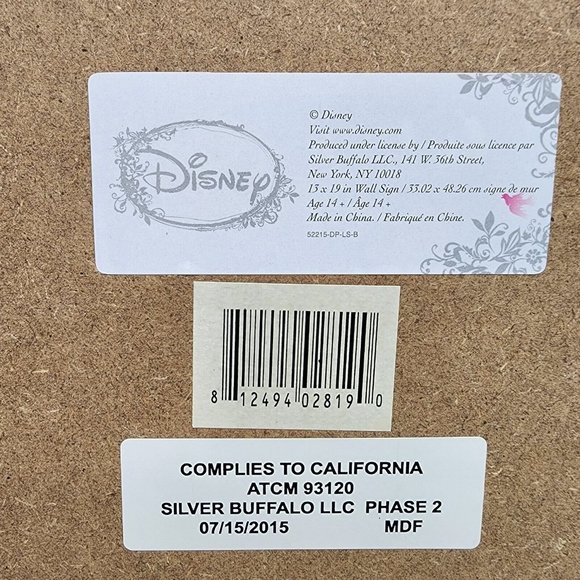 DISNEY
© Disney
Visit www.disney.com
Produced under license by / Produite sous licence par
Silver Buffalo LLC., 141 W. 36th Street,
New York, NY 10018
13 x 19 in Wall Sign / 33.02 x 48.26 cm signe de mur
Age 14 + / Âge 14 +
Made in China. / Fabriqué en Chine.
52215-DP-LS-B
8 12494 02819 0
COMPLIES TO CALIFORNIA
ATCM 93120
SILVER BUFFALO LLC PHASE 2
07/15/2015 MDF